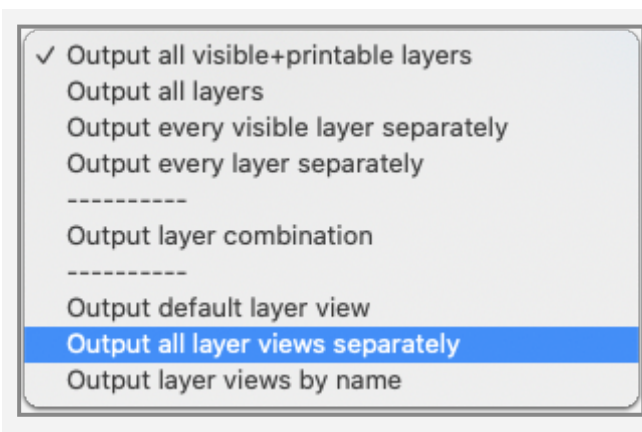 ✓ Output all visible+printable layers
Output all layers
Output every visible layer separately
Output every layer separately
----------
Output layer combination
----------
Output default layer view
Output all layer views separately
Output layer views by name